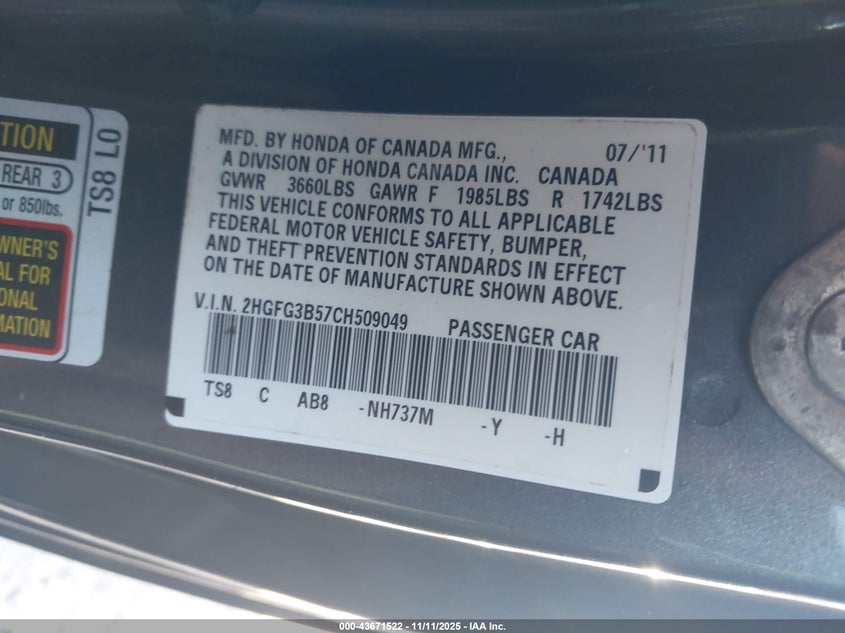 TION
REAR 3
or 850lbs.
TS8 L0
WNER'S
AL FOR
ONAL
MATION
MFD. BY HONDA OF CANADA MFG., 07/'11
A DIVISION OF HONDA CANADA INC. CANADA
GVWR 3660LBS GAWR F 1985LBS R 1742LBS
THIS VEHICLE CONFORMS TO ALL APPLICABLE
FEDERAL MOTOR VEHICLE SAFETY, BUMPER,
AND THEFT PREVENTION STANDARDS IN EFFECT
ON THE DATE OF MANUFACTURE SHOWN ABOVE.
V.I.N. 2HGFG3B57CH509049 PASSENGER CAR
TS8 C AB8 -NH737M -Y -H
000-43671522 - 11/11/2025 - IAA Inc.